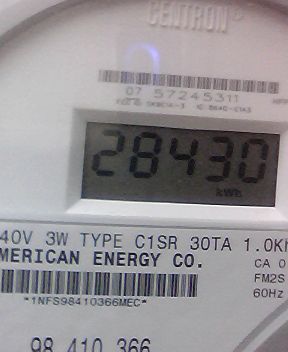 CENTRON®
07 57245311
28430
kWh
40V 3W TYPE C1SR 30TA 1.0Kh
MERICAN ENERGY CO.
CA 0
FM2S
60Hz
*1NFS98410366MEC*
98 410 366